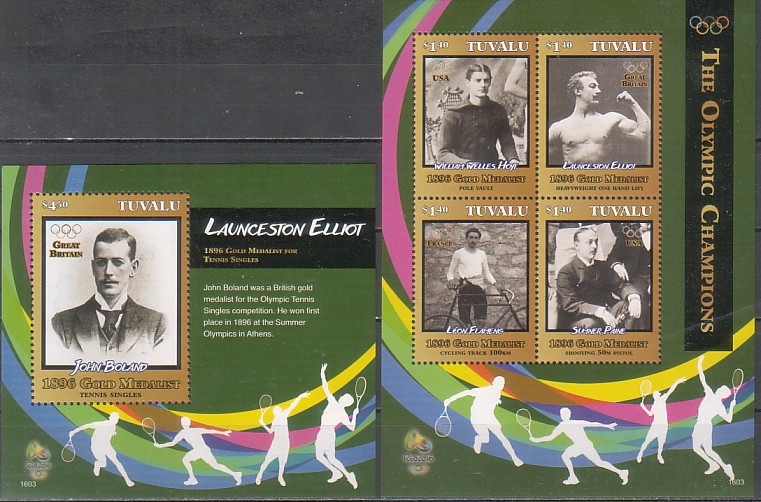 $4.50 TUVALU
GREAT
BRITAIN
JOHN BOLAND
1896 GOLD MEDALIST
TENNIS SINGLES
LAUNCESTON ELLIOT
1896 GOLD MEDALIST FOR
TENNIS SINGLES
John Boland was a British gold
medalist for the Olympic Tennis
Singles competition. He won first
place in 1896 at the Summer
Olympics in Athens.
1603
THE OLYMPIC CHAMPIONS
$1.40 TUVALU
USA
WILLIAM WELLES HOYT
1896 GOLD MEDALIST
POLE VAULT
$1.40 TUVALU
GREAT
BRITAIN
LAUNCESTON ELLIOT
1896 GOLD MEDALIST
HEAVYWEIGHT ONE HAND LIFT
$1.40 TUVALU
FRANCE
LÉON FLAMENG
1896 GOLD MEDALIST
CYCLING TRACK 100KM
$1.40 TUVALU
USA
SUMNER PAINE
1896 GOLD MEDALIST
SHOOTING 50M PISTOL
1603